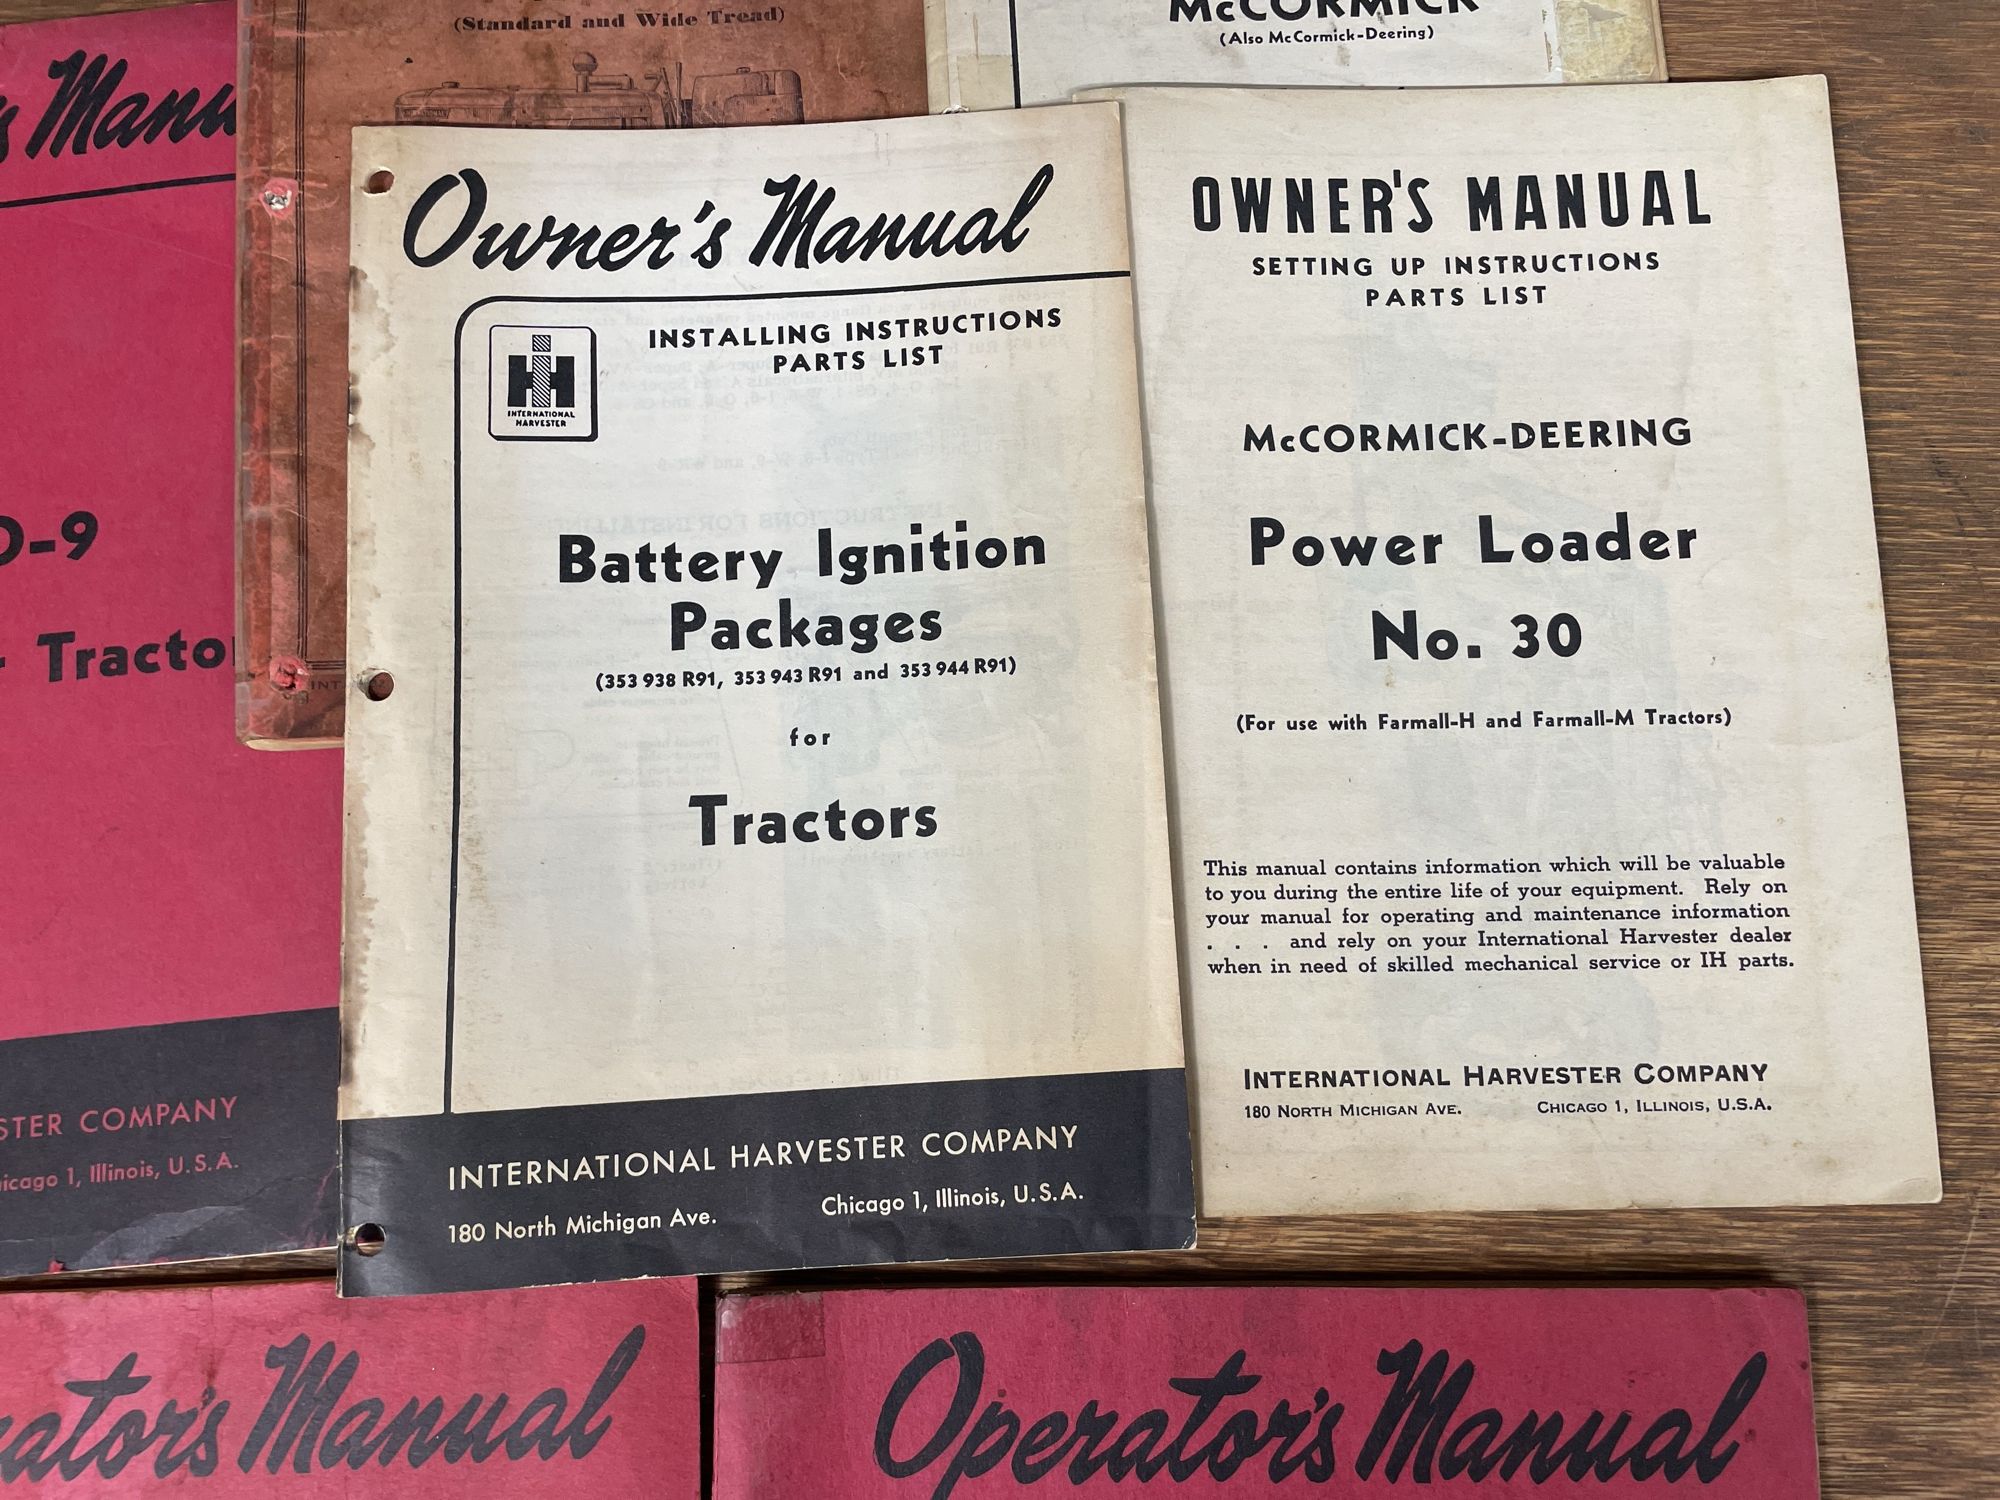 (Standard and Wide Tread)
McCORMICK
(Also McCormick-Deering)
Manu
O-9
Tracto
STER COMPANY
icago 1, Illinois, U.S.A.
Owner's Manual
IH
INTERNATIONAL
HARVESTER
INSTALLING INSTRUCTIONS
PARTS LIST
Battery Ignition
Packages
(353 938 R91, 353 943 R91 and 353 944 R91)
for
Tractors
INTERNATIONAL HARVESTER COMPANY
180 North Michigan Ave. Chicago 1, Illinois, U.S.A.
OWNER'S MANUAL
SETTING UP INSTRUCTIONS
PARTS LIST
McCORMICK-DEERING
Power Loader
No. 30
(For use with Farmall-H and Farmall-M Tractors)
This manual contains information which will be valuable
to you during the entire life of your equipment. Rely on
your manual for operating and maintenance information
. . . and rely on your International Harvester dealer
when in need of skilled mechanical service or IH parts.
INTERNATIONAL HARVESTER COMPANY
180 NORTH MICHIGAN AVE. CHICAGO 1, ILLINOIS, U.S.A.
INT
rator's Manual
Operator's Manual